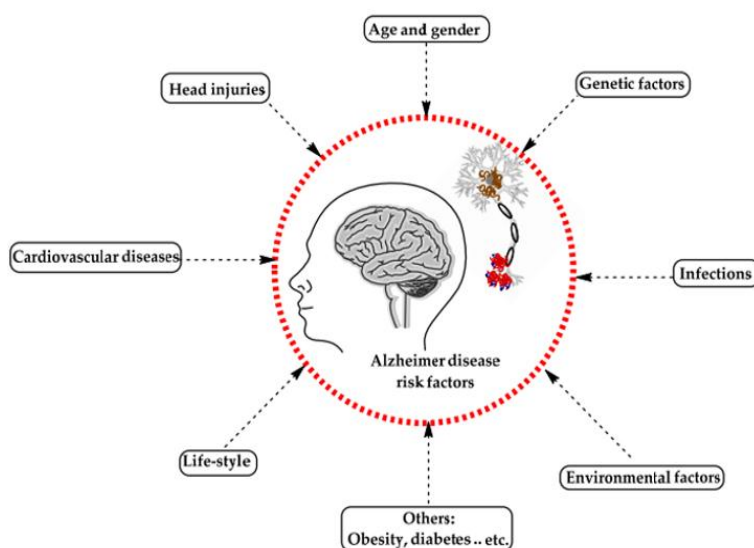 Age and gender
Head injuries
Genetic factors
Cardiovascular diseases
Infections
Alzheimer disease
risk factors
Life-style
Environmental factors
Others:
Obesity, diabetes .. etc.